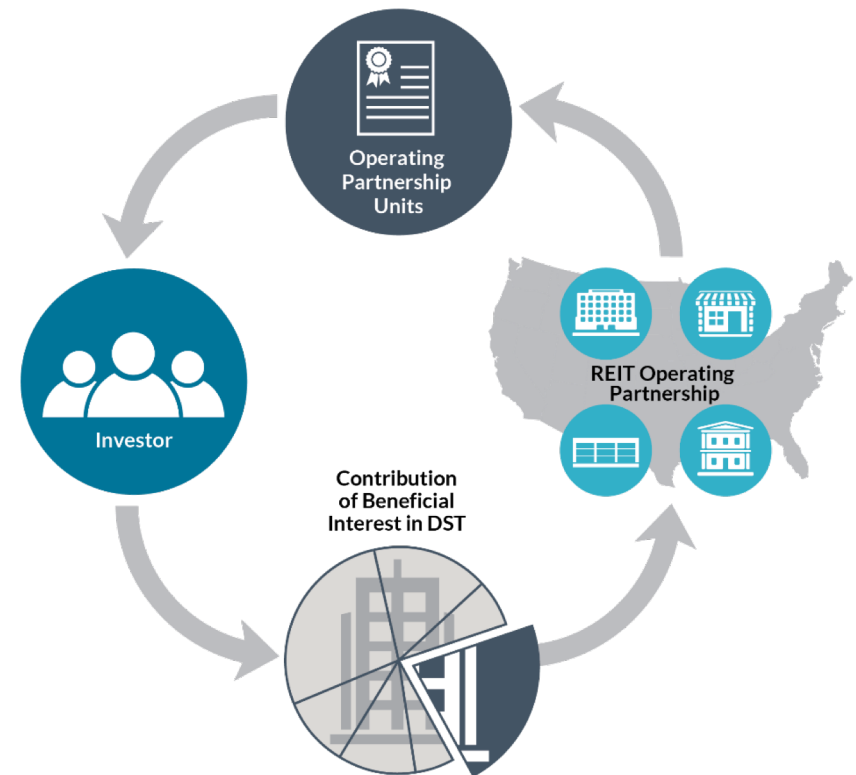 Operating
Partnership
Units
Investor
REIT Operating
Partnership
Contribution
of Beneficial
Interest in DST